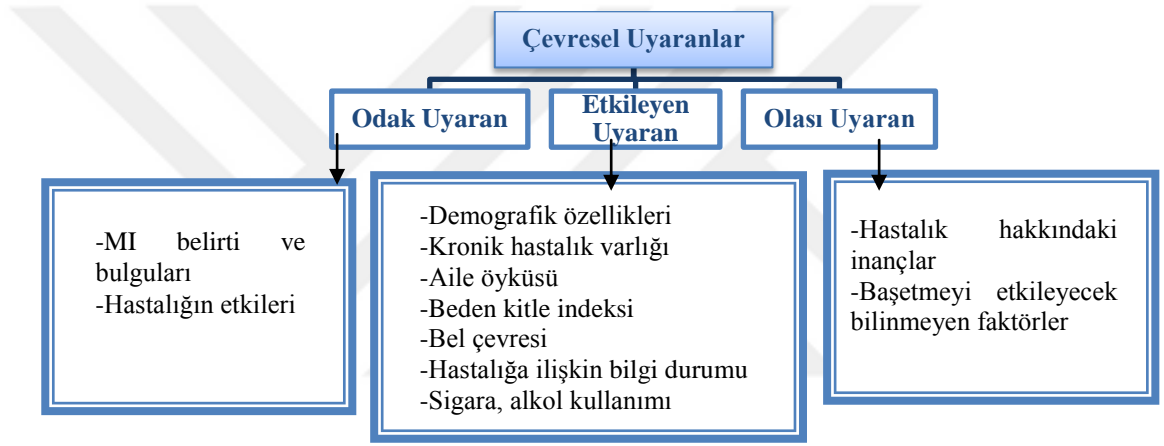 Çevresel Uyaranlar
Odak Uyaran
Etkileyen
Uyaran
Olası Uyaran
-MI belirti ve
bulguları
-Hastalığın etkileri
-Demografik özellikleri
-Kronik hastalık varlığı
-Aile öyküsü
-Beden kitle indeksi
-Bel çevresi
-Hastalığa ilişkin bilgi durumu
-Sigara, alkol kullanımı
-Hastalık hakkındaki
inançlar
-Başetmeyi etkileyecek
bilinmeyen faktörler